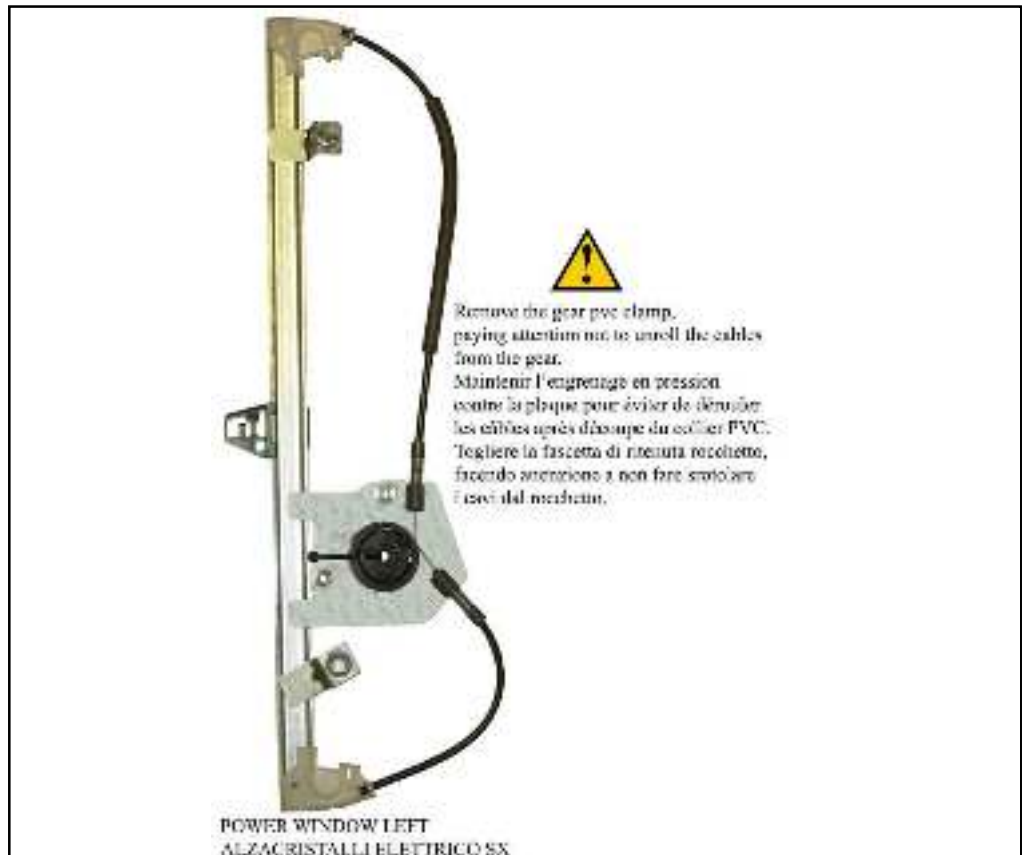 Remove the gear pvc clamp,
paying attention not to unroll the cables
from the gear.
Maintenir l'engrenage en pression
contre la plaque pour éviter de dérouler
les câbles après découpe du collier PVC.
Togliere la fascetta di ritenuta rocchetto,
facendo attenzione a non fare srotolare
i cavi dal rocchetto.
POWER WINDOW LEFT
ALZACRISTALLI ELETTRICO SX